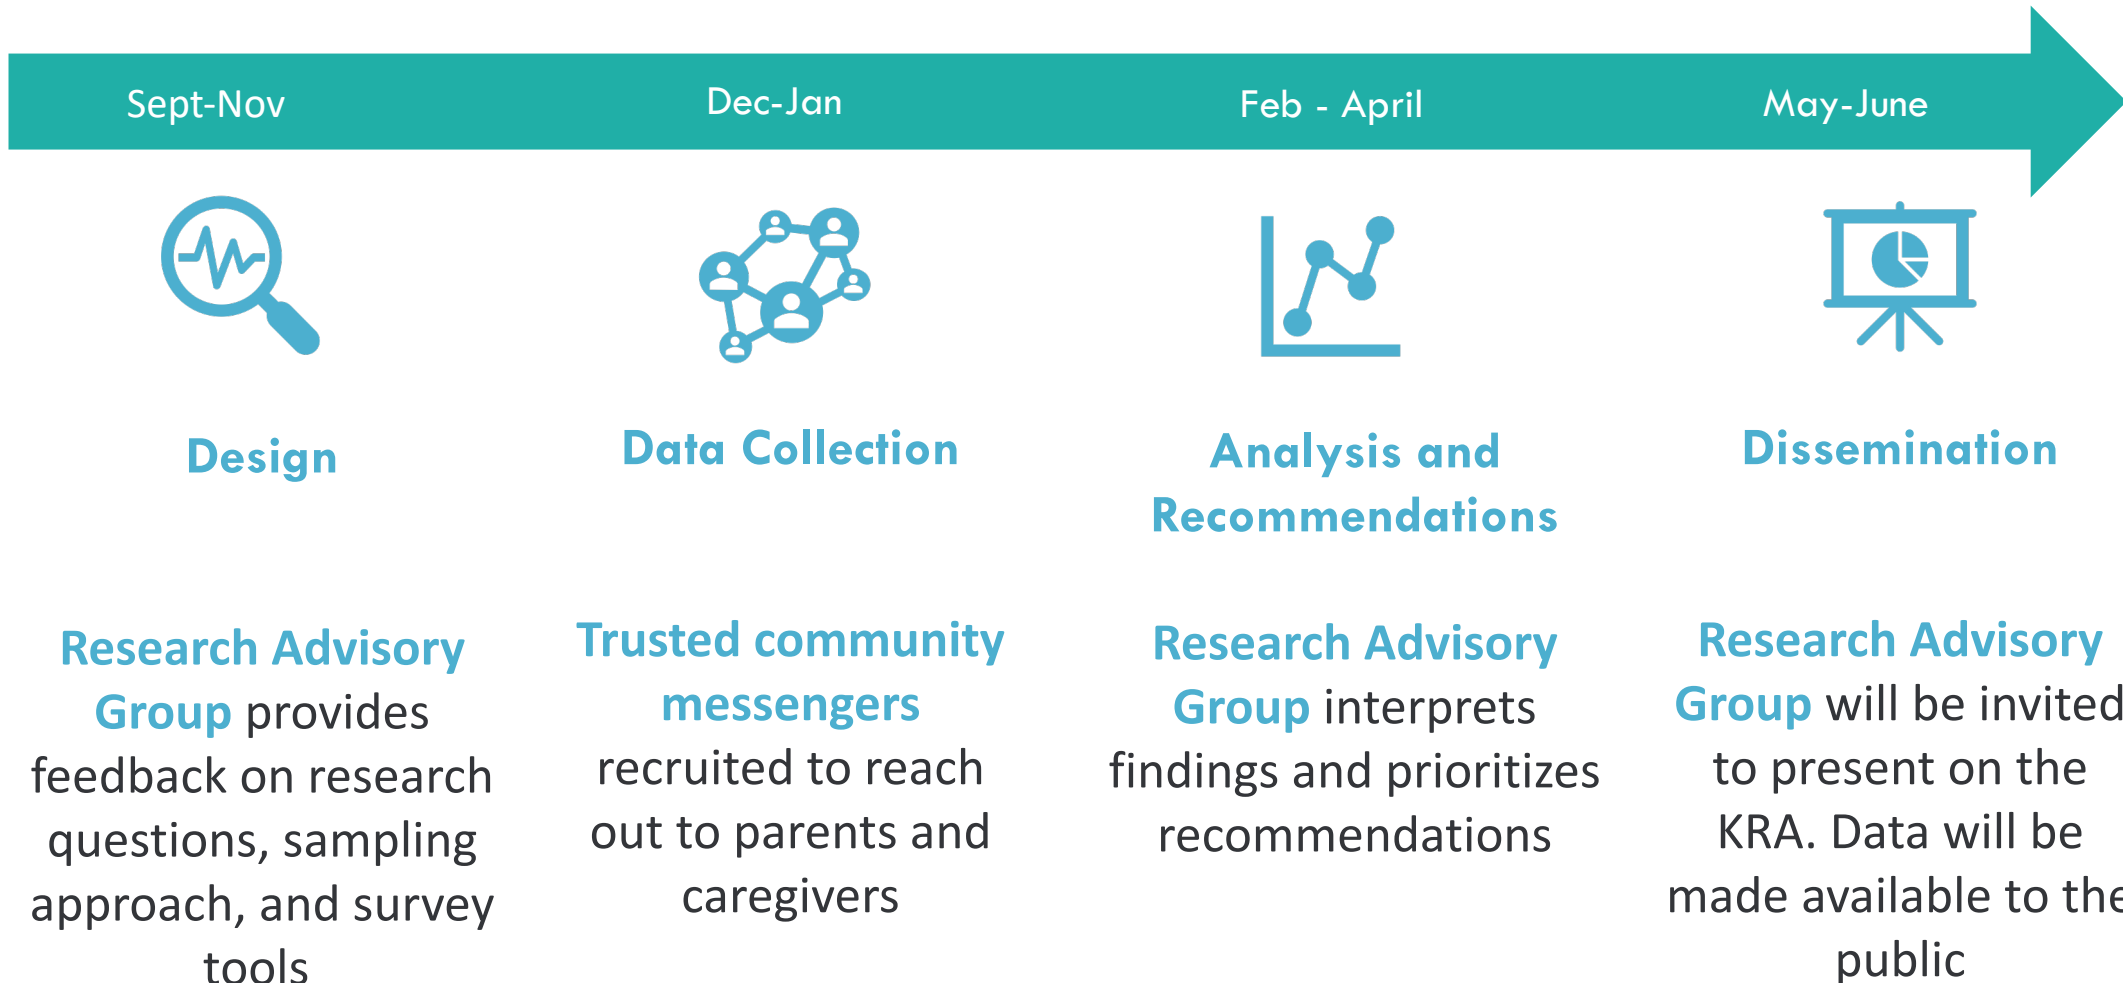 Sept-Nov
Dec-Jan
Feb - April
May-June
Design
Data Collection
Analysis and
Recommendations
Dissemination
Research Advisory
Group provides
feedback on research
questions, sampling
approach, and survey
tools
Trusted community
messengers
recruited to reach
out to parents and
caregivers
Research Advisory
Group interprets
findings and prioritizes
recommendations
Research Advisory
Group will be invited
to present on the
KRA. Data will be
made available to the
public